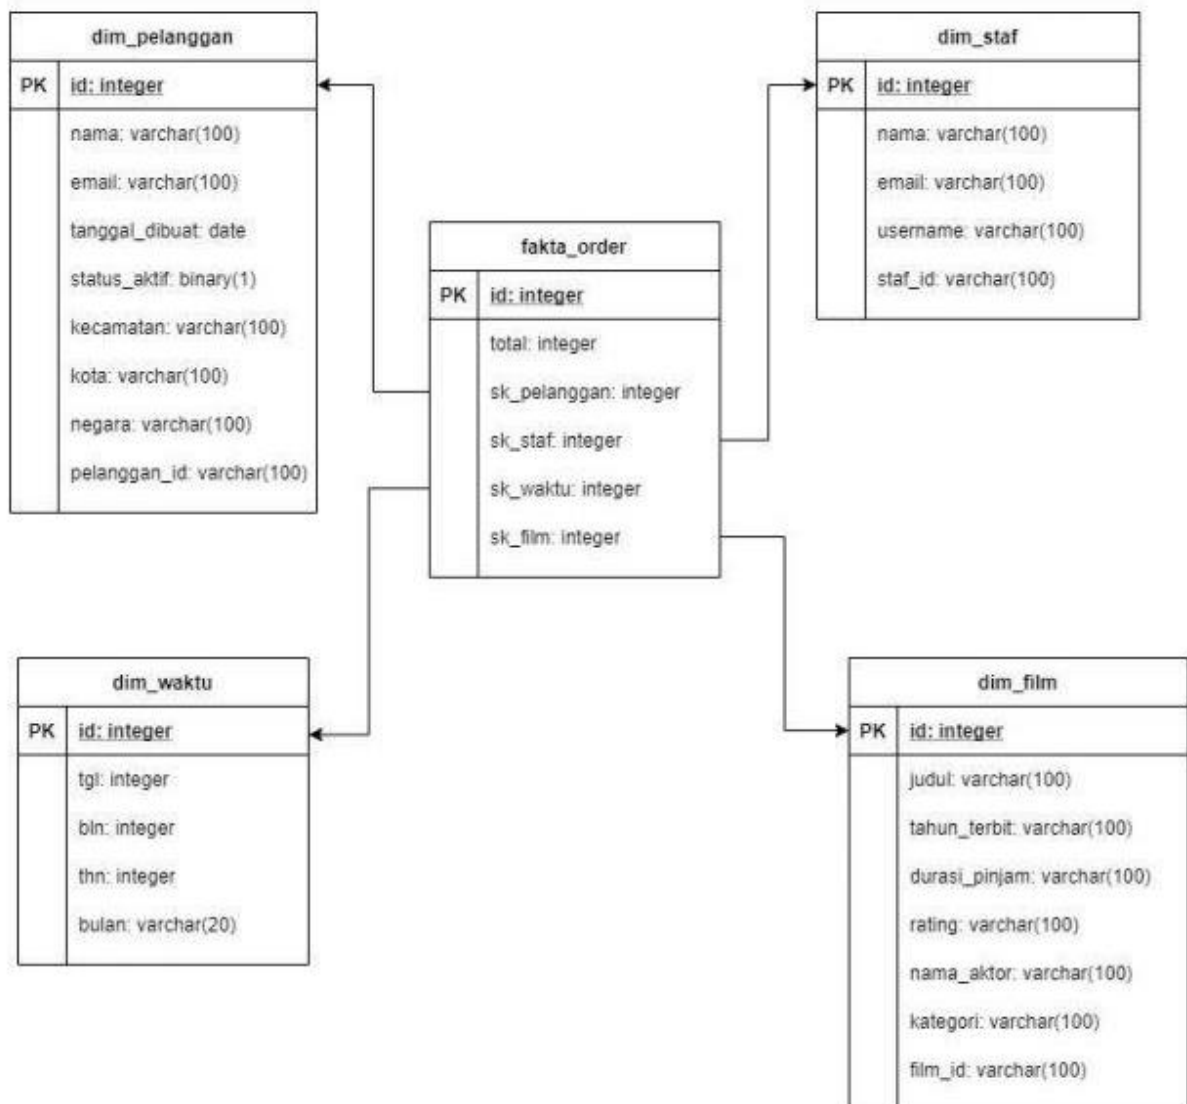 dim_pelanggan
PK id: integer
nama: varchar(100)
email: varchar(100)
tanggal_dibuat: date
status_aktif: binary(1)
kecamatan: varchar(100)
kota: varchar(100)
negara: varchar(100)
pelanggan_id: varchar(100)
dim_staf
PK id: integer
nama: varchar(100)
email: varchar(100)
username: varchar(100)
staf_id: varchar(100)
fakta_order
PK id: integer
total: integer
sk_pelanggan: integer
sk_staf: integer
sk_waktu: integer
sk_film: integer
dim_waktu
PK id: integer
tgl: integer
bln: integer
thn: integer
bulan: varchar(20)
dim_film
PK id: integer
judul: varchar(100)
tahun_terbit: varchar(100)
durasi_pinjam: varchar(100)
rating: varchar(100)
nama_aktor: varchar(100)
kategori: varchar(100)
film_id: varchar(100)